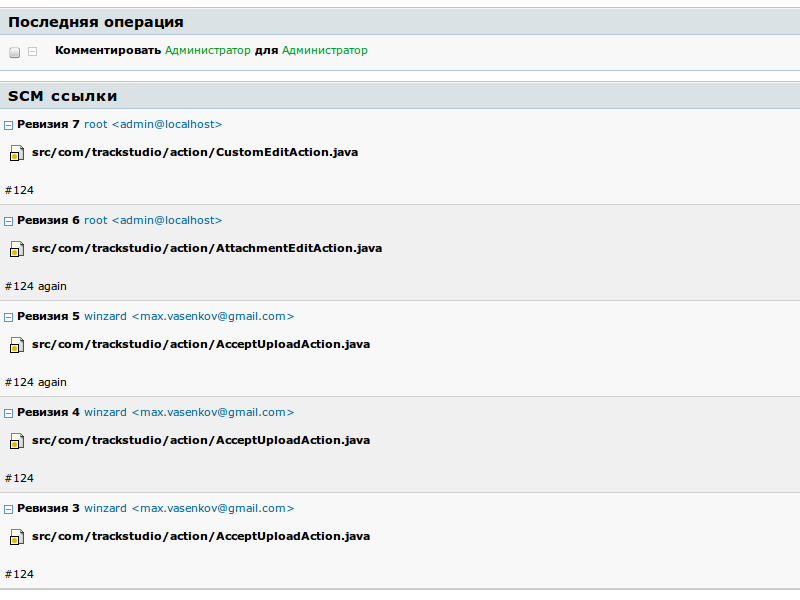 Последняя операция
Комментировать Администратор для Администратор
SCM ссылки
Ревизия 7 root <admin@localhost>
src/com/trackstudio/action/CustomEditAction.java
#124
Ревизия 6 root <admin@localhost>
src/com/trackstudio/action/AttachmentEditAction.java
#124 again
Ревизия 5 winzard <max.vasenkov@gmail.com>
src/com/trackstudio/action/AcceptUploadAction.java
#124 again
Ревизия 4 winzard <max.vasenkov@gmail.com>
src/com/trackstudio/action/AcceptUploadAction.java
#124
Ревизия 3 winzard <max.vasenkov@gmail.com>
src/com/trackstudio/action/AcceptUploadAction.java
#124